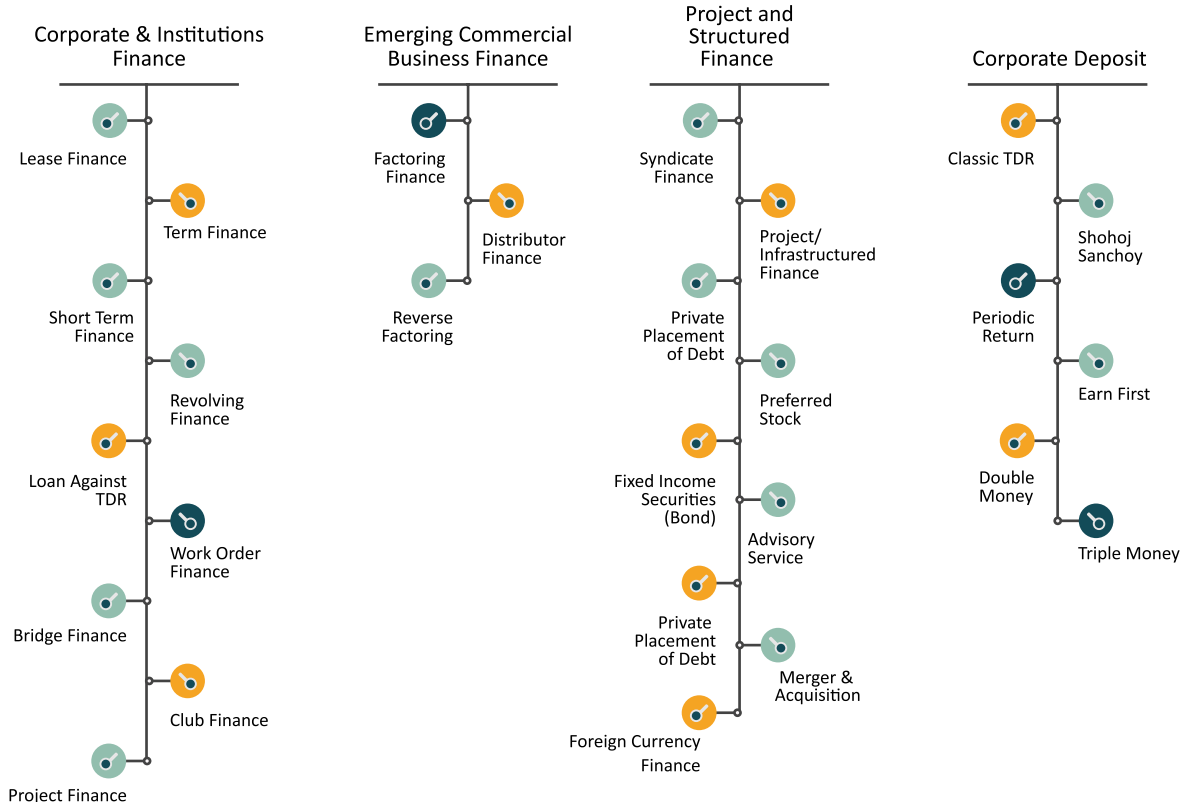 Corporate & Institutions
Finance
Lease Finance
Term Finance
Short Term
Finance
Revolving
Finance
Loan Against
TDR
Work Order
Finance
Bridge Finance
Club Finance
Project Finance
Emerging Commercial
Business Finance
Factoring
Finance
Distributor
Finance
Reverse
Factoring
Project and
Structured
Finance
Syndicate
Finance
Project/
Infrastructured
Finance
Private
Placement
of Debt
Preferred
Stock
Fixed Income
Securities
(Bond)
Advisory
Service
Private
Placement
of Debt
Merger &
Acquisition
Foreign Currency
Finance
Corporate Deposit
Classic TDR
Shohoj
Sanchoy
Periodic
Return
Earn First
Double
Money
Triple Money